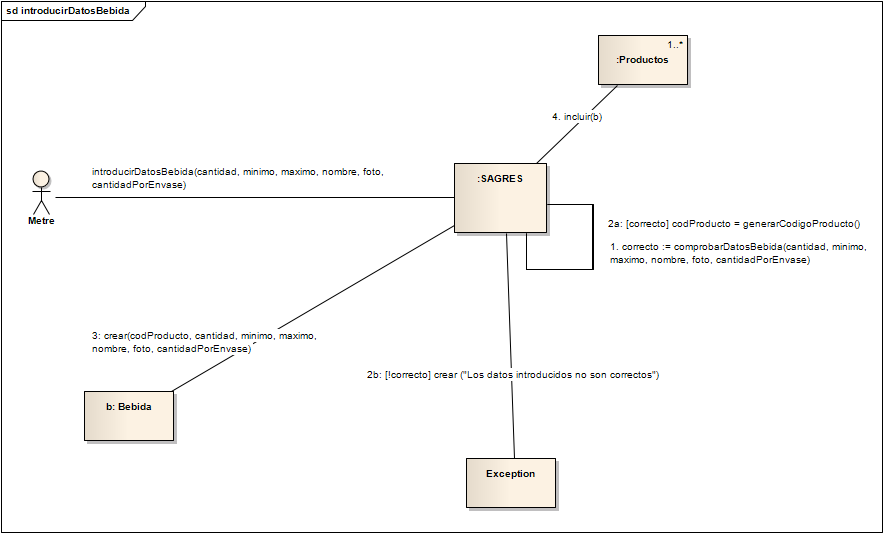 sd introducirDatosBebida
1..*
:Productos
4. incluir(b)
introducirDatosBebida(cantidad, minimo, maximo, nombre, foto,
cantidadPorEnvase)
:SAGRES
Metre
2a: [correcto] codProducto = generarCodigoProducto()
1. correcto := comprobarDatosBebida(cantidad, minimo,
maximo, nombre, foto, cantidadPorEnvase)
3: crear(codProducto, cantidad, minimo, maximo,
nombre, foto, cantidadPorEnvase)
2b: [!correcto] crear ("Los datos introducidos no son correctos")
b: Bebida
Exception